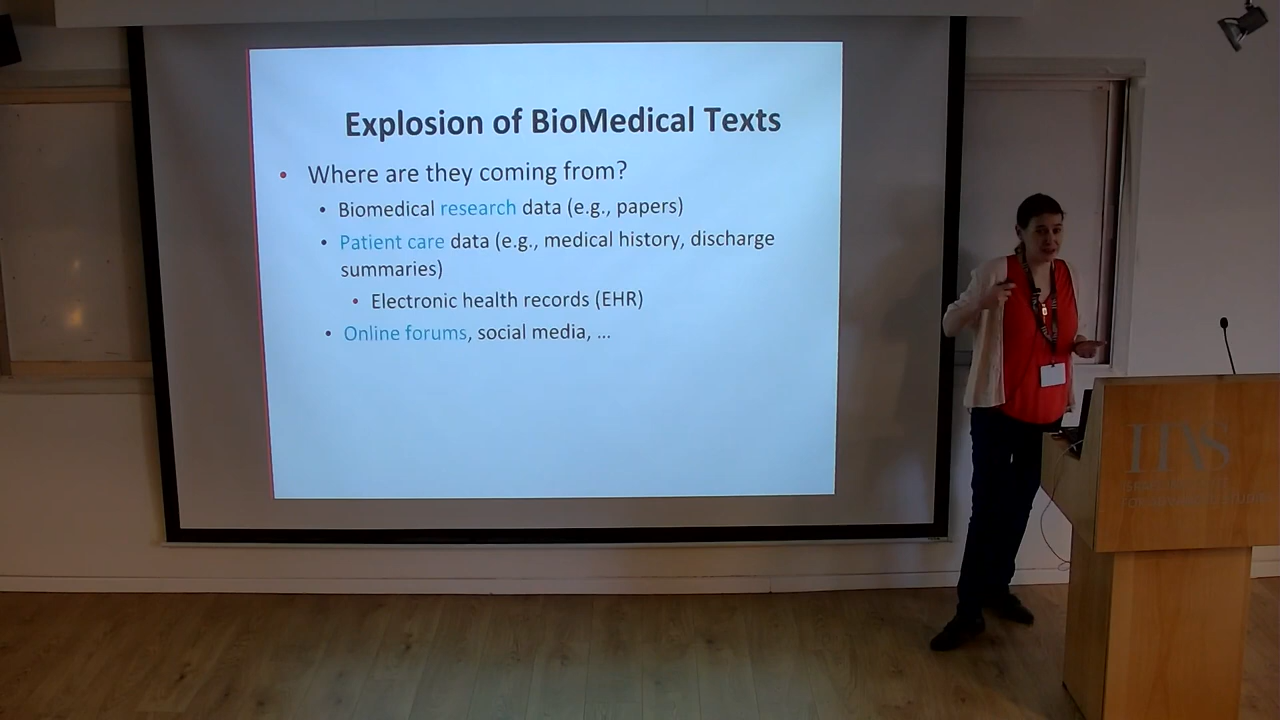 Explosion of BioMedical Texts
• Where are they coming from?
• Biomedical research data (e.g., papers)
• Patient care data (e.g., medical history, discharge
summaries)
• Electronic health records (EHR)
• Online forums, social media, ...
IIAS